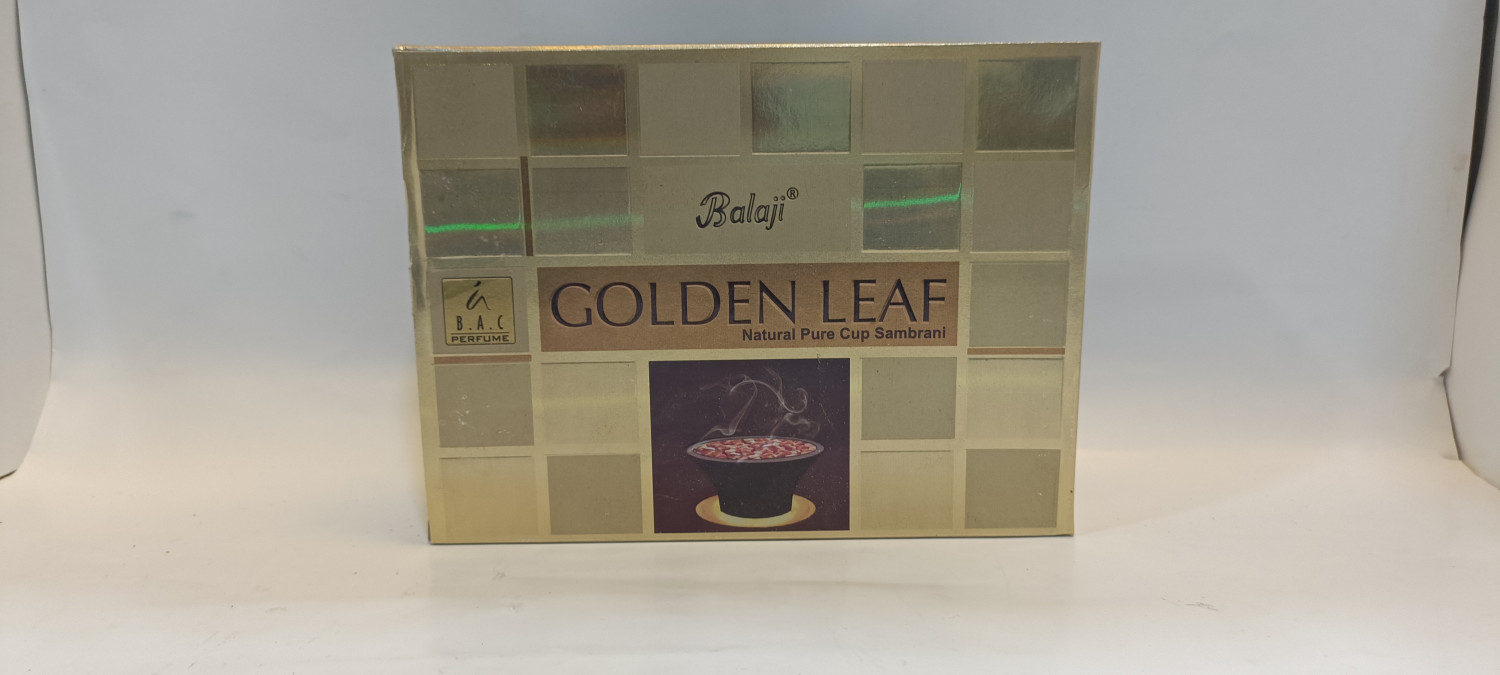 Balaji®
B.A.C
PERFUME
GOLDEN LEAF
Natural Pure Cup Sambrani